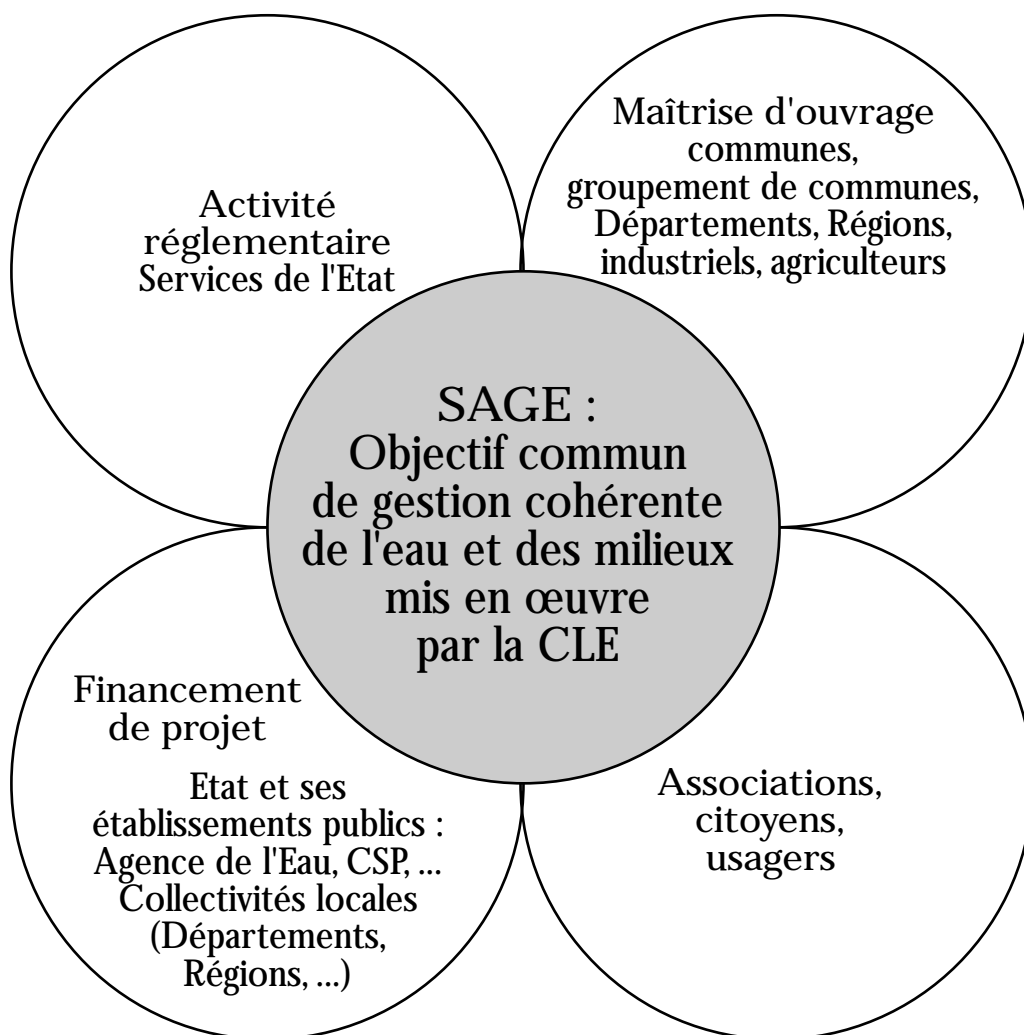 Activité
réglementaire
Services de l'Etat
Maîtrise d'ouvrage
communes,
groupement de communes,
Départements, Régions,
industriels, agriculteurs
SAGE :
Objectif commun
de gestion cohérente
de l'eau et des milieux
mis en œuvre
par la CLE
Financement
de projet
Etat et ses
établissements publics :
Agence de l'Eau, CSP, ...
Collectivités locales
(Départements,
Régions, ...)
Associations,
citoyens,
usagers